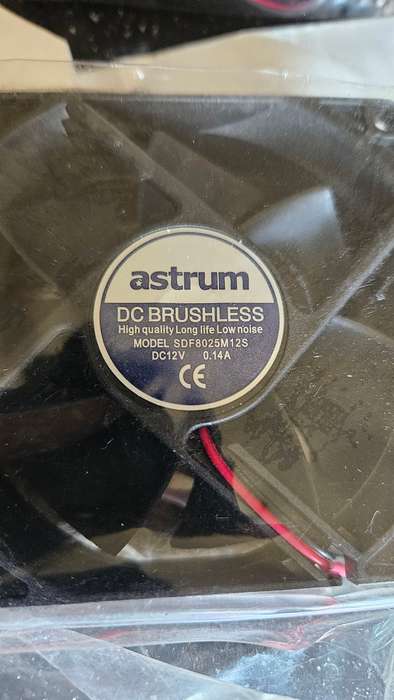 astrum
DC BRUSHLESS
High quality Long life Low noise
MODEL SDF8025M12S
DC12V 0.14A
CE